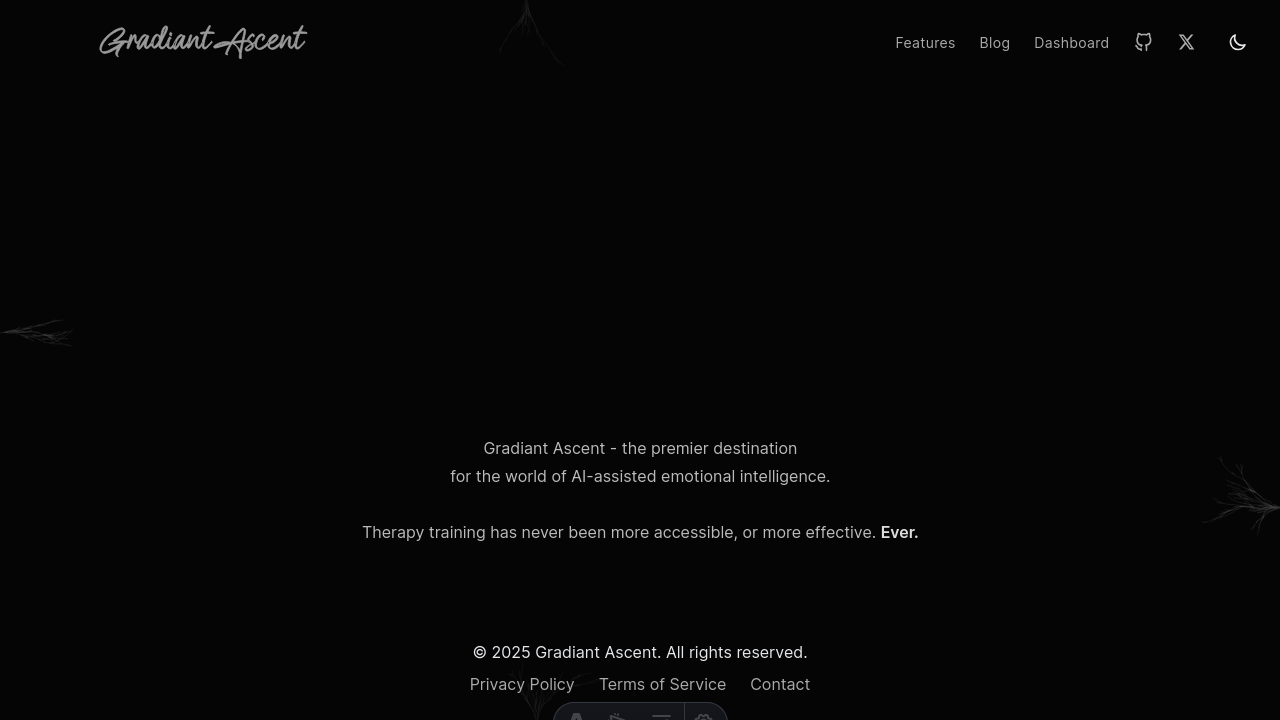 Gradiant Ascent
Features Blog Dashboard
Gradiant Ascent - the premier destination
for the world of AI-assisted emotional intelligence.
Therapy training has never been more accessible, or more effective. Ever.
© 2025 Gradiant Ascent. All rights reserved.
Privacy Policy Terms of Service Contact